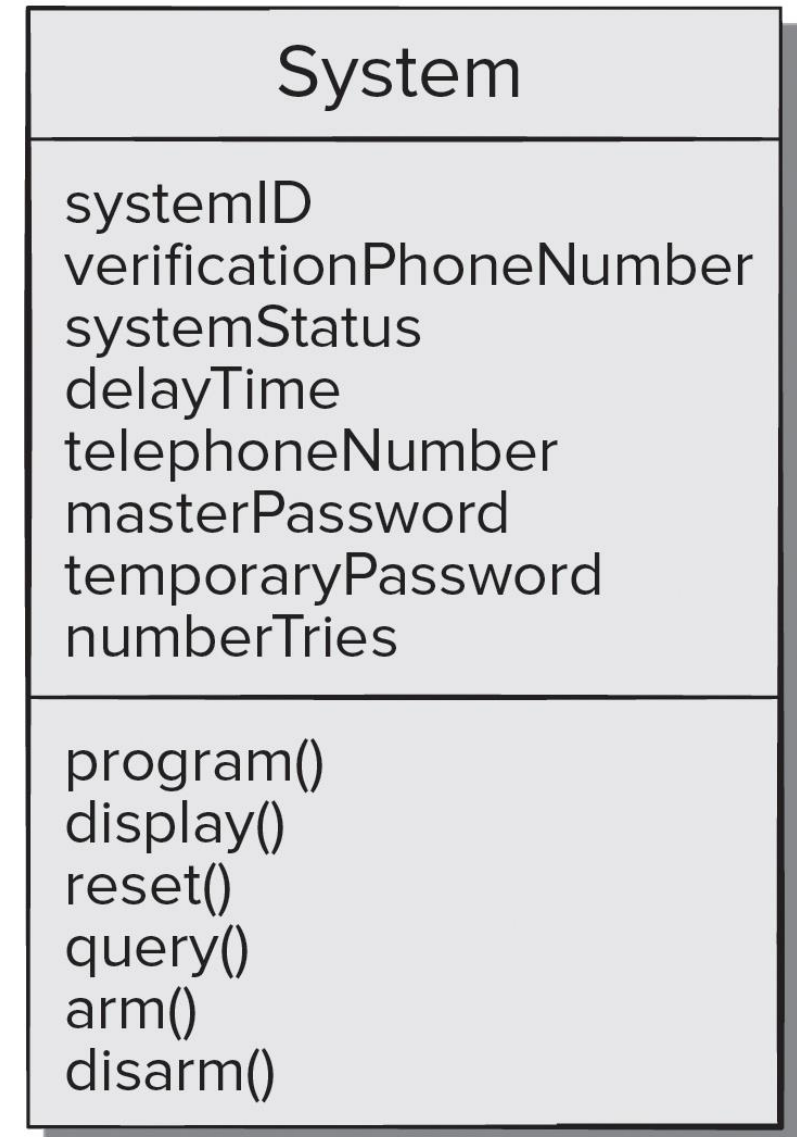 System
systemID
verificationPhoneNumber
systemStatus
delayTime
telephoneNumber
masterPassword
temporaryPassword
numberTries
program()
display()
reset()
query()
arm()
disarm()